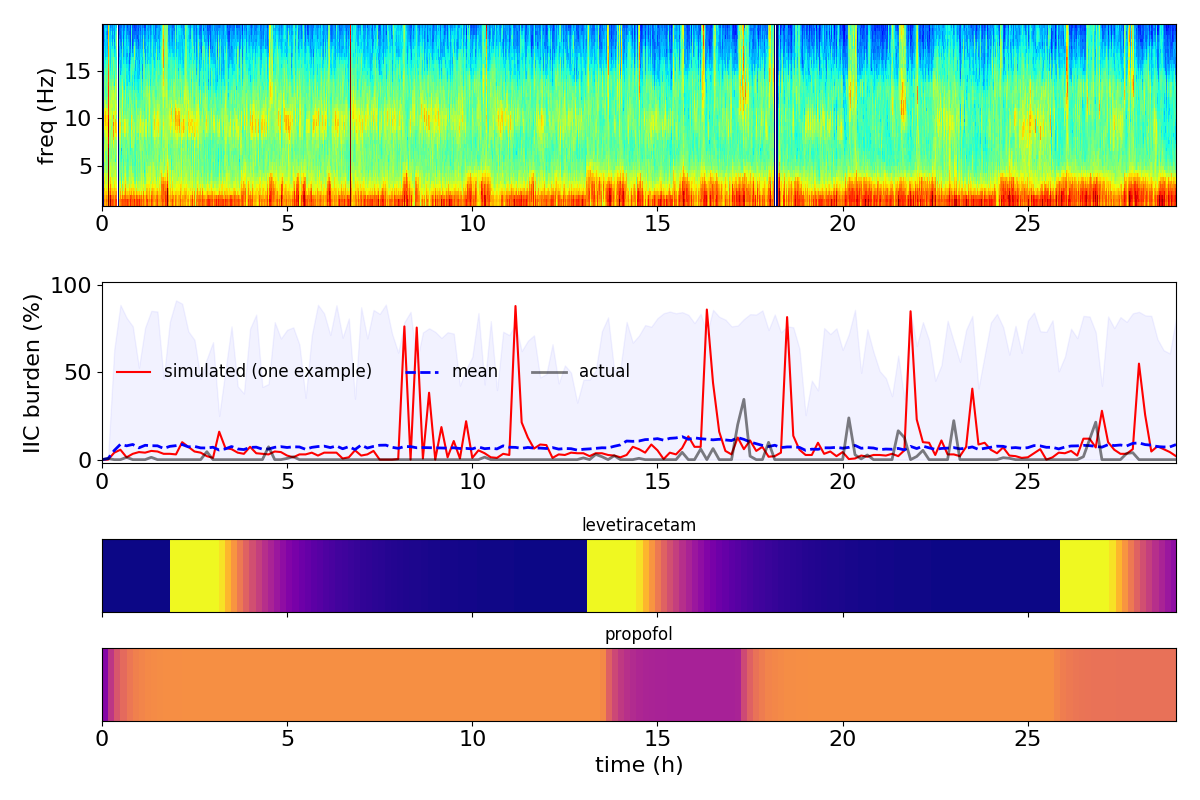 15
10
5
freq (Hz)
0 5 10 15 20 25
100
50
0
IIC burden (%)
simulated (one example) mean actual
0 5 10 15 20 25
levetiracetam
propofol
0 5 10 15 20 25
time (h)